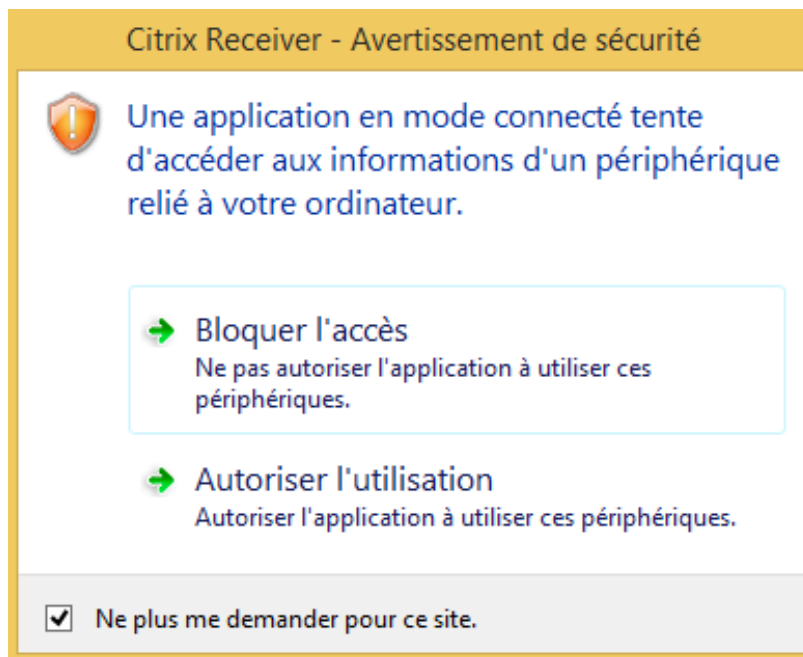 Citrix Receiver - Avertissement de sécurité
Une application en mode connecté tente
d'accéder aux informations d'un périphérique
relié à votre ordinateur.
Bloquer l'accès
Ne pas autoriser l'application à utiliser ces
périphériques.
Autoriser l'utilisation
Autoriser l'application à utiliser ces périphériques.
Ne plus me demander pour ce site.